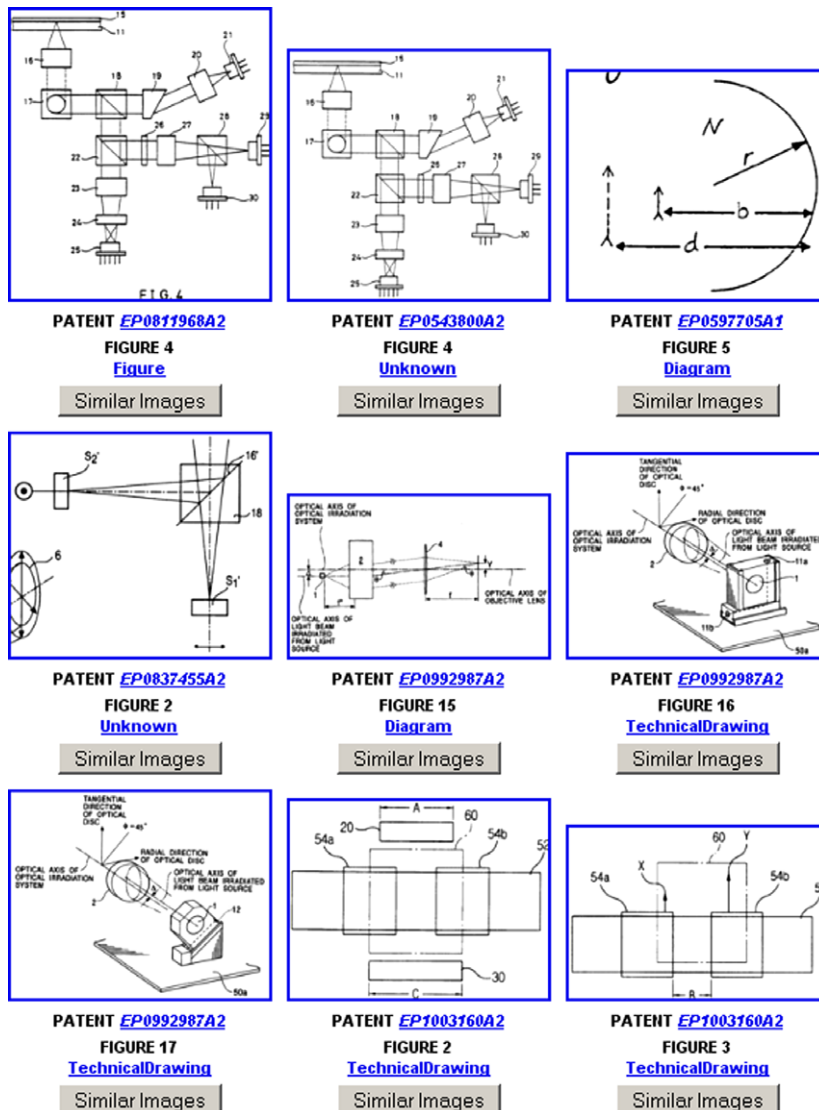 15
11
16
17
18
19
20
21
22
26
27
28
29
23
30
24
25
FIG.4
PATENT EP0811968A2
FIGURE 4
Figure
Similar Images
15
11
16
17
18
19
20
21
22
26
27
28
29
23
30
24
25
PATENT EP0543800A2
FIGURE 4
Unknown
Similar Images
N
r
b
d
PATENT EP0597705A1
FIGURE 5
Diagram
Similar Images
S2'
16'
18
6
S1'
PATENT EP0837455A2
FIGURE 2
Unknown
Similar Images
OPTICAL AXIS OF
OPTICAL IRRADIATION
SYSTEM
4
2
1
Y
f
OPTICAL AXIS OF
LIGHT BEAM
IRRADIATED
FROM LIGHT
SOURCE
OPTICAL AXIS OF
OBJECTIVE LENS
PATENT EP0992987A2
FIGURE 15
Diagram
Similar Images
TANGENTIAL
DIRECTION
OF OPTICAL
DISC
Φ=45°
RADIAL DIRECTION
OF OPTICAL DISC
OPTICAL AXIS OF
OPTICAL IRRADIATION
SYSTEM
OPTICAL AXIS OF
LIGHT BEAM IRRADIATED
FROM LIGHT SOURCE
2
11a
1
11b
50a
PATENT EP0992987A2
FIGURE 16
TechnicalDrawing
Similar Images
TANGENTIAL
DIRECTION
OF OPTICAL
DISC
Φ=45°
RADIAL DIRECTION
OF OPTICAL DISC
OPTICAL AXIS OF
OPTICAL IRRADIATION
SYSTEM
OPTICAL AXIS OF
LIGHT BEAM IRRADIATED
FROM LIGHT SOURCE
2
1
12
50a
PATENT EP0992987A2
FIGURE 17
TechnicalDrawing
Similar Images
A
20
60
54a
54b
52
30
C
PATENT EP1003160A2
FIGURE 2
TechnicalDrawing
Similar Images
60
Y
54a
X
54b
5
B
PATENT EP1003160A2
FIGURE 3
TechnicalDrawing
Similar Images